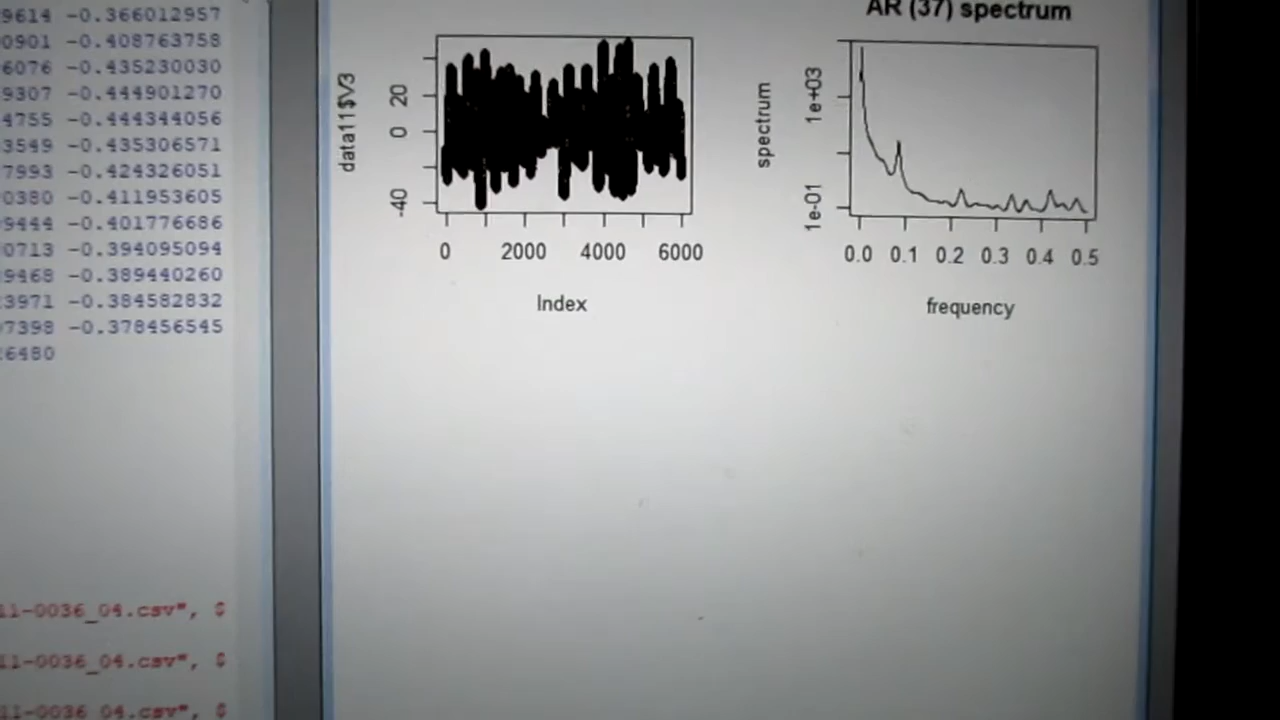 9614 -0.366012957
0901 -0.408763758
6076 -0.435230030
9307 -0.444901270
4755 -0.444344056
3549 -0.435306571
7993 -0.424326051
0380 -0.411953605
9444 -0.401776686
0713 -0.394095094
9468 -0.389440260
3971 -0.384582832
7398 -0.378456545
6480
11-0036_04.csv", $
11-0036_04.csv", $
11-0036_04.csv", $
data11$V3
20
0
-40
0 2000 4000 6000
Index
AR (37) spectrum
spectrum
1e+03
1e-01
0.0 0.1 0.2 0.3 0.4 0.5
frequency